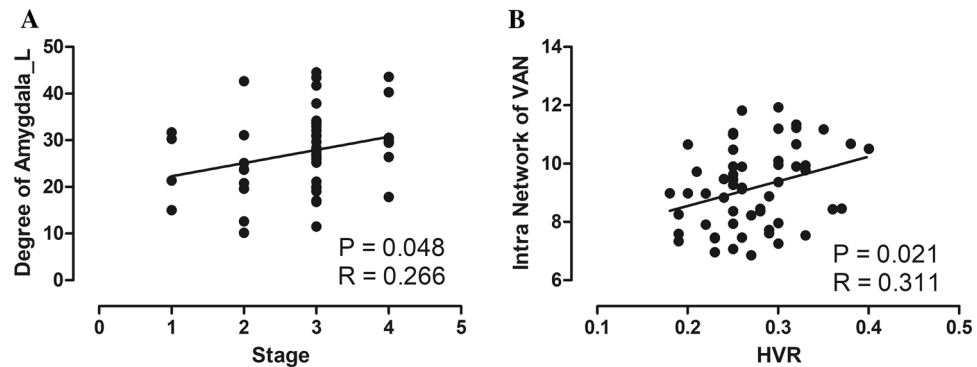 A
Degree of Amygdala_L
50
40
30
20
10
0
P = 0.048
R = 0.266
0 1 2 3 4 5
Stage
B
Intra Network of VAN
14
12
10
8
6
P = 0.021
R = 0.311
0.1 0.2 0.3 0.4 0.5
HVR